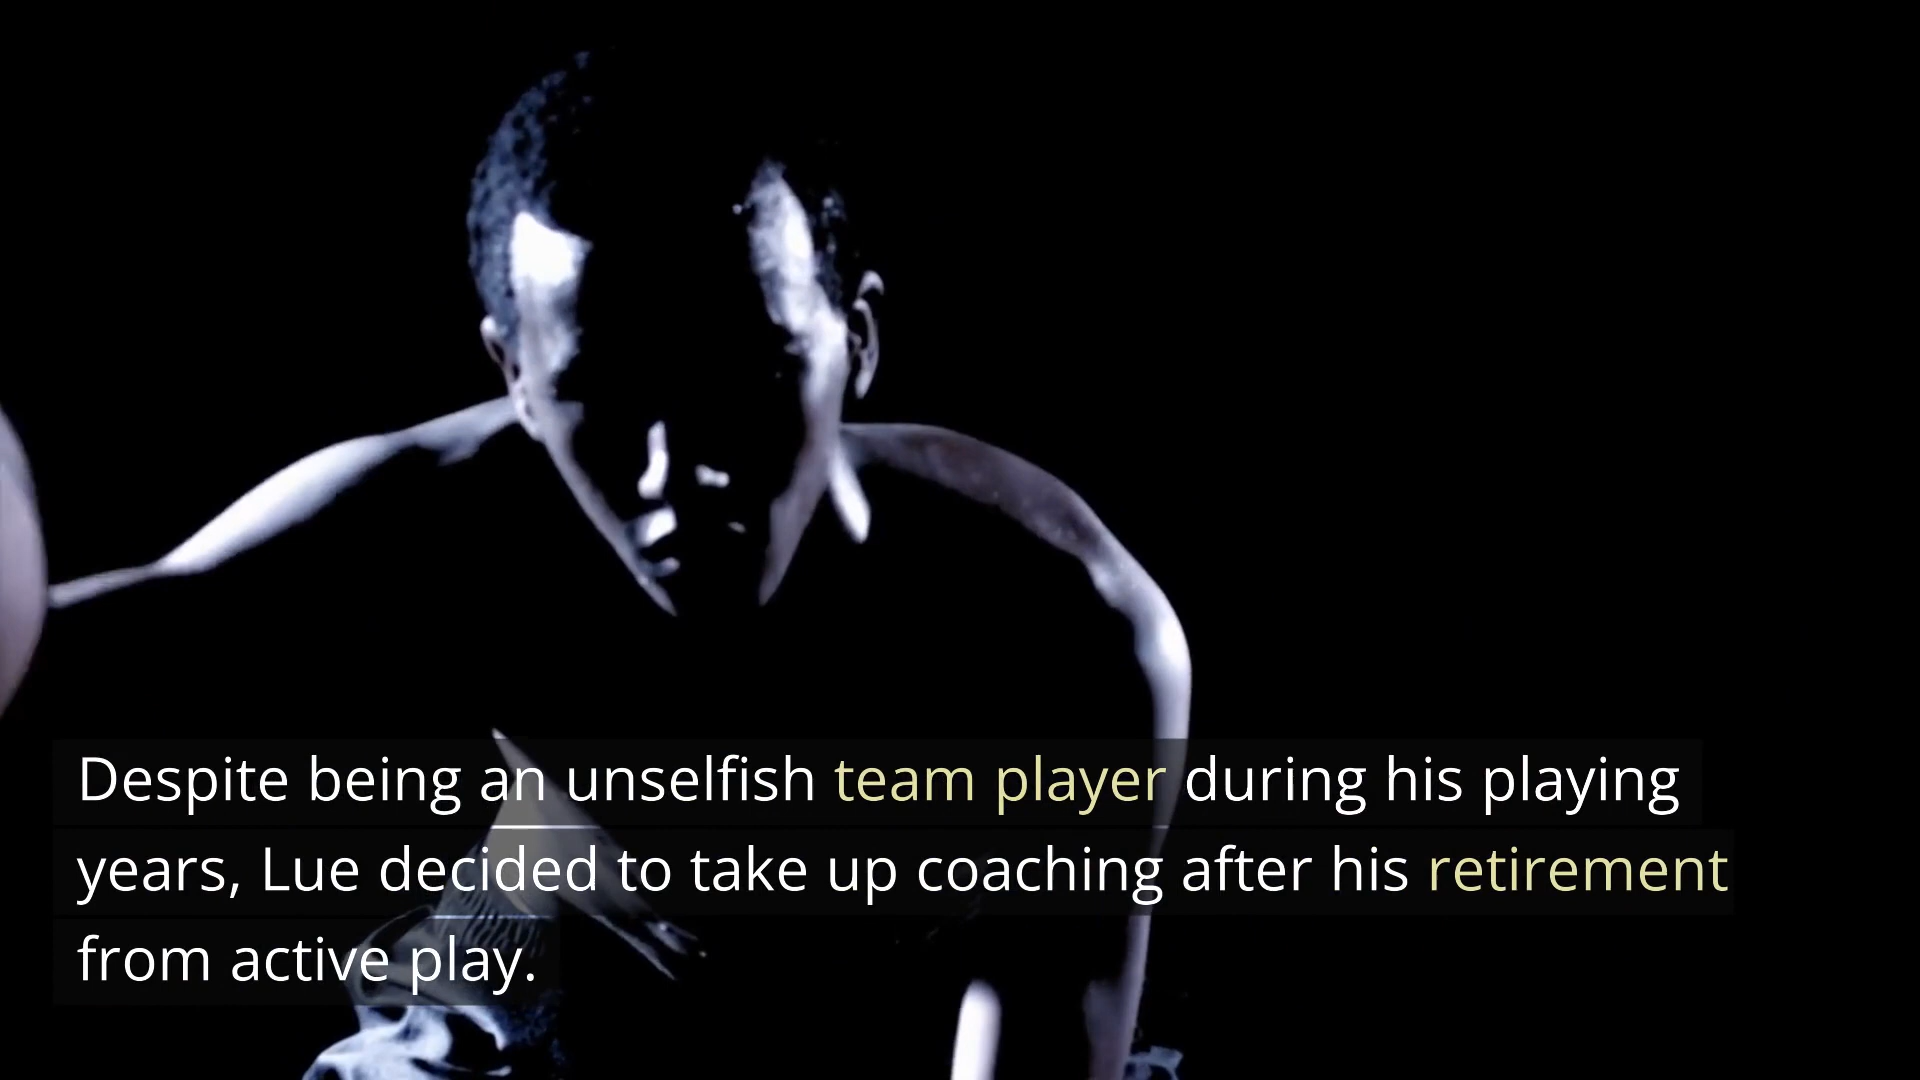 Despite being an unselfish team player during his playing
years, Lue decided to take up coaching after his retirement
from active play.